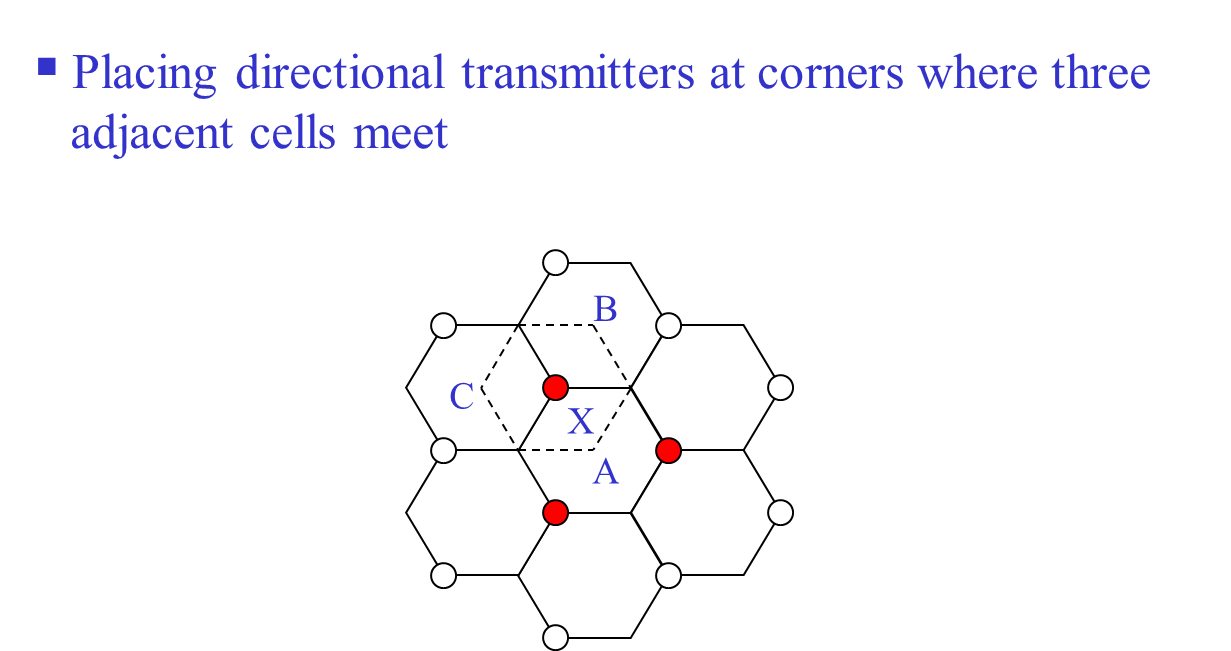 Placing directional transmitters at corners where three
adjacent cells meet
B
C
X
A